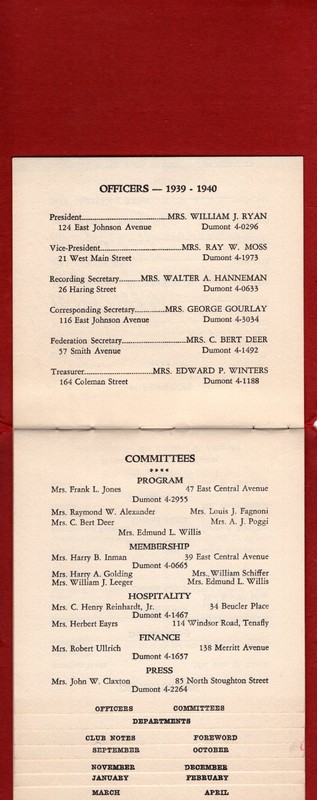 OFFICERS — 1939 - 1940
President..............................MRS. WILLIAM J. RYAN
124 East Johnson Avenue Dumont 4-0296
Vice-President..............................MRS. RAY W. MOSS
21 West Main Street Dumont 4-1973
Recording Secretary........MRS. WALTER A. HANNEMAN
26 Haring Street Dumont 4-0633
Corresponding Secretary............MRS. GEORGE GOURLAY
116 East Johnson Avenue Dumont 4-3034
Federation Secretary........................MRS. C. BERT DEER
57 Smith Avenue Dumont 4-1492
Treasurer..........................MRS. EDWARD P. WINTERS
164 Coleman Street Dumont 4-1188
COMMITTEES
****
PROGRAM
Mrs. Frank L. Jones 47 East Central Avenue
Dumont 4-2955
Mrs. Raymond W. Alexander Mrs. Louis J. Fagnoni
Mrs. C. Bert Deer Mrs. A. J. Poggi
Mrs. Edmund L. Willis
MEMBERSHIP
Mrs. Harry B. Inman 39 East Central Avenue
Dumont 4-0665
Mrs. Harry A. Golding Mrs. William Schiffer
Mrs. William J. Leeger Mrs. Edmund L. Willis
HOSPITALITY
Mrs. C. Henry Reinhardt, Jr. 34 Beucler Place
Dumont 4-1467
Mrs. Herbert Eayrs 114 Windsor Road, Tenafly
FINANCE
Mrs. Robert Ullrich 138 Merritt Avenue
Dumont 4-1657
PRESS
Mrs. John W. Claxton 85 North Stoughton Street
Dumont 4-2264
OFFICERS COMMITTEES
DEPARTMENTS
CLUB NOTES FOREWORD
SEPTEMBER OCTOBER
NOVEMBER DECEMBER
JANUARY FEBRUARY
MARCH APRIL